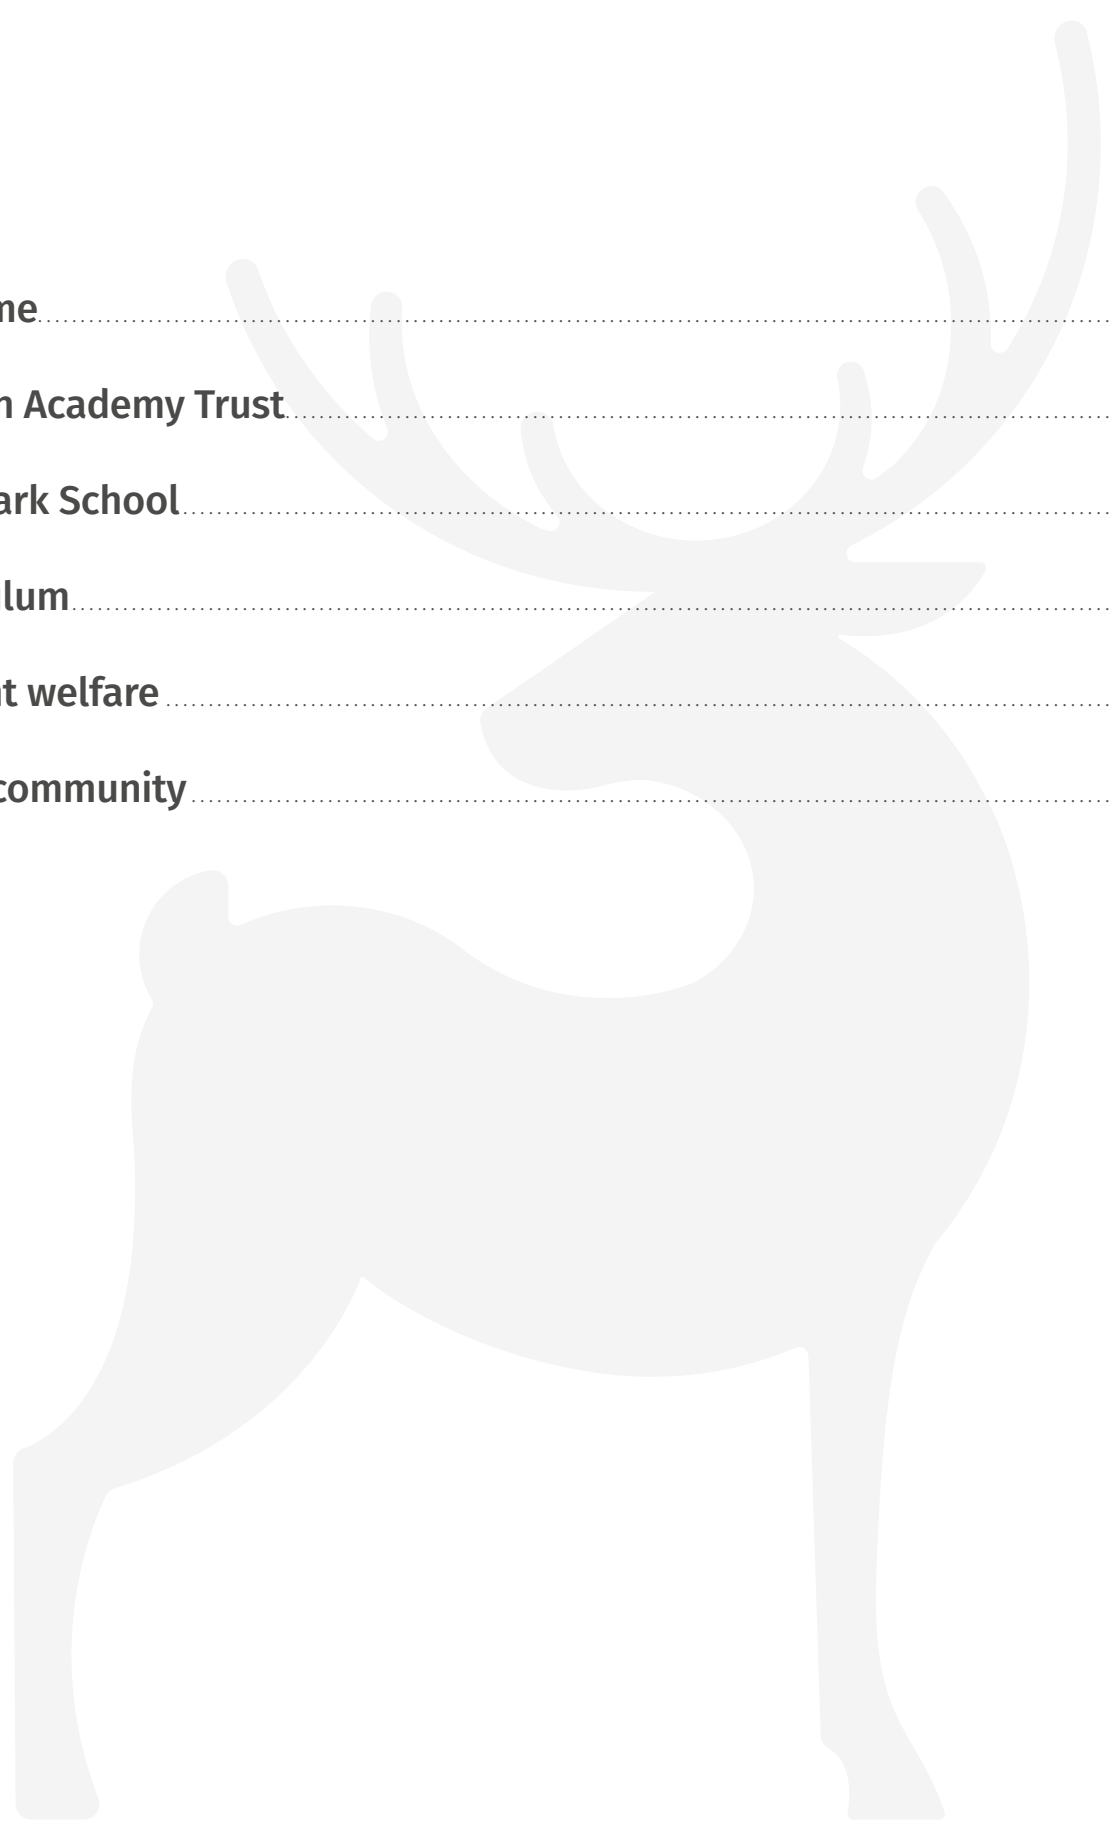 me....................
n Academy Trust....................
ark School....................
lum....................
t welfare....................
community....................